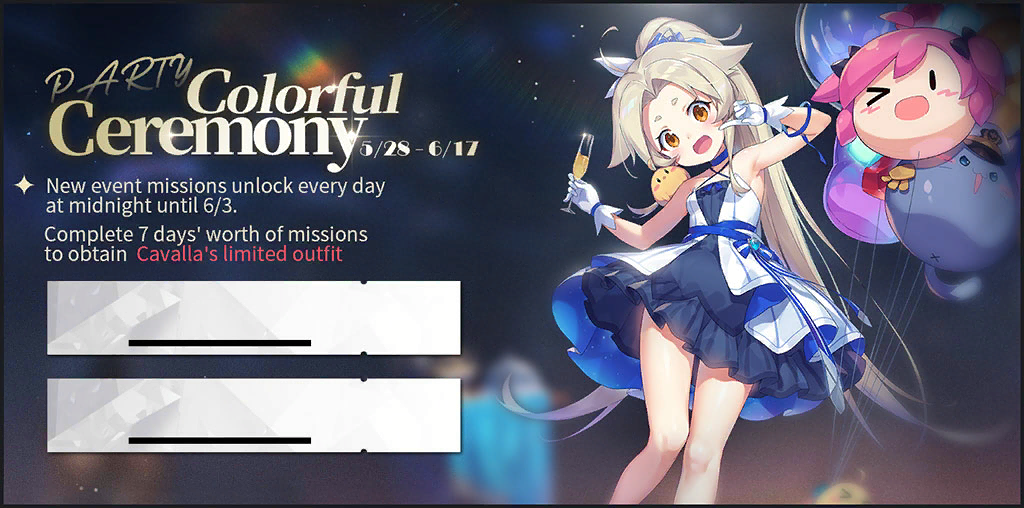 PARTY
Colorful
Ceremony 5/28 - 6/17
New event missions unlock every day
at midnight until 6/3.
Complete 7 days' worth of missions
to obtain Cavalla's limited outfit